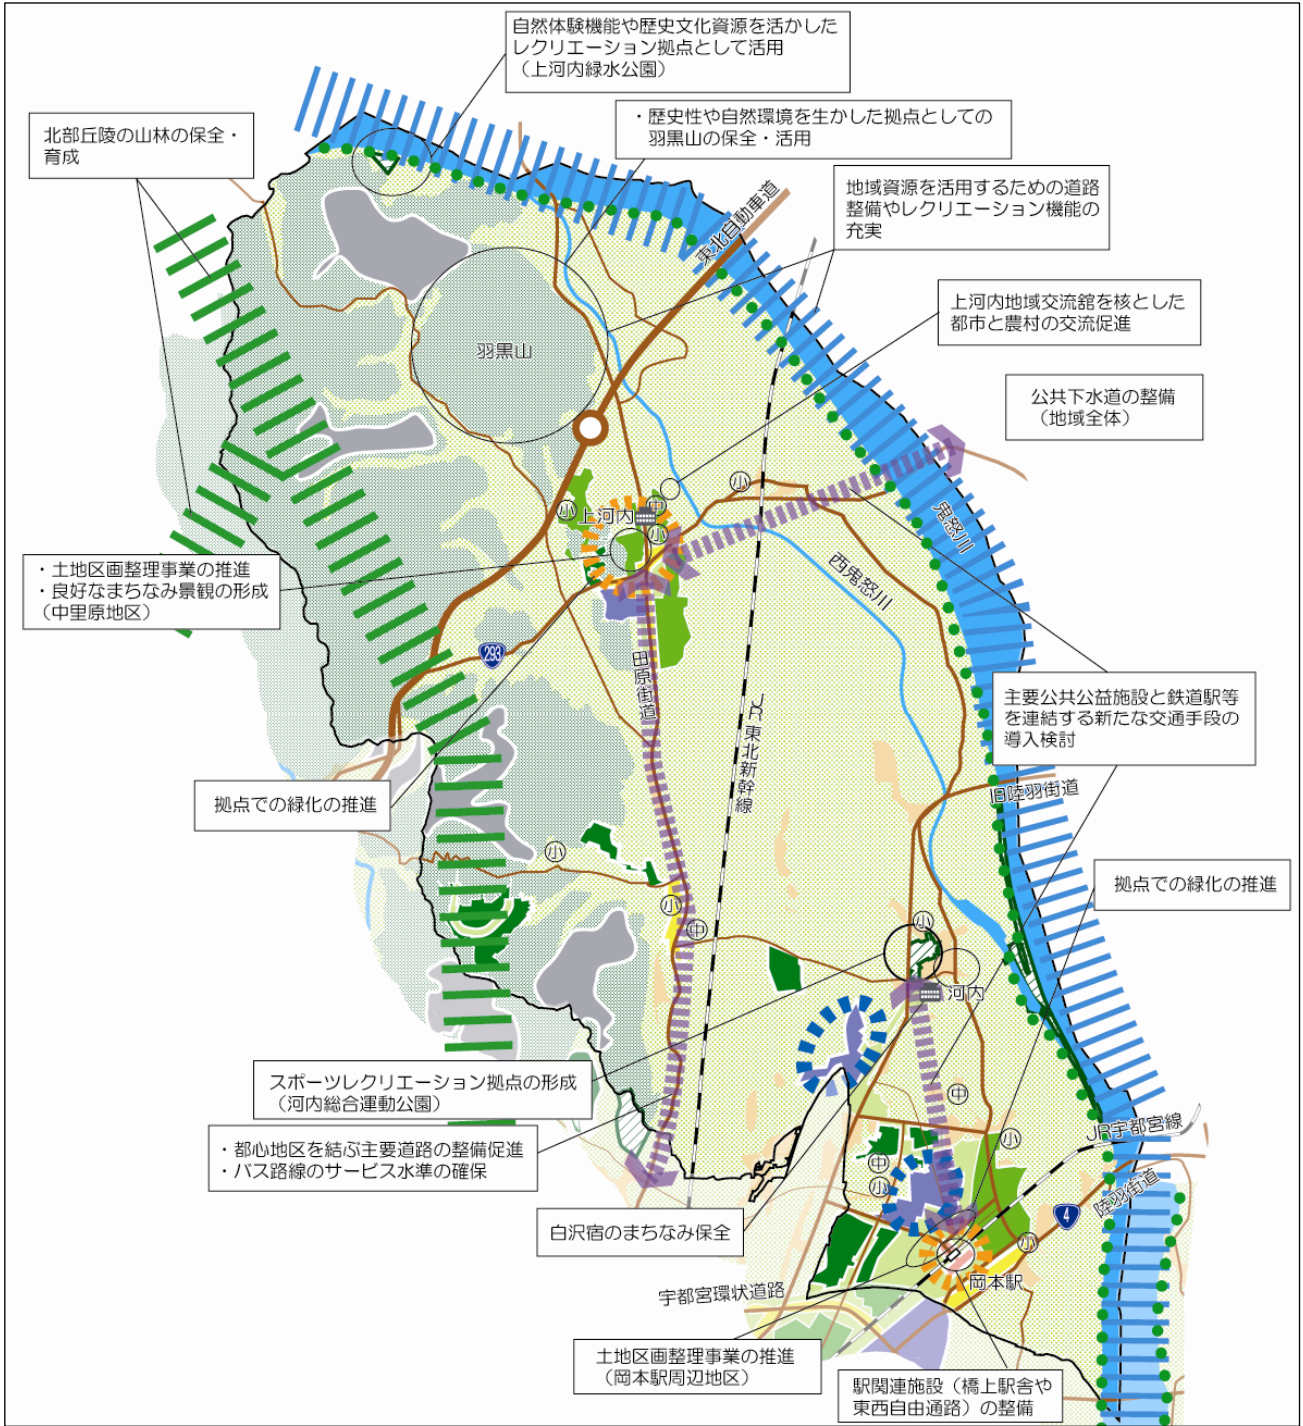 自然体験機能や歴史文化資源を活かした
レクリエーション拠点として活用
（上河内緑水公園）
・歴史性や自然環境を生かした拠点としての
羽黒山の保全・活用
北部丘陵の山林の保全・
育成
地域資源を活用するための道路
整備やレクリエーション機能の
充実
東北自動車道
上河内地域交流館を核とした
都市と農村の交流促進
羽黒山
公共下水道の整備
（地域全体）
小
小
中
上河内
小
鬼怒川
西鬼怒川
・土地区画整理事業の推進
・良好なまちなみ景観の形成
（中里原地区）
293
田原街道
JR東北新幹線
主要公共公益施設と鉄道駅等
を連結する新たな交通手段の
導入検討
旧陸羽街道
拠点での緑化の推進
小
拠点での緑化の推進
小
中
小
河内
スポーツレクリエーション拠点の形成
（河内総合運動公園）
中
・都心地区を結ぶ主要道路の整備促進
・バス路線のサービス水準の確保
小
JR宇都宮線
中
小
陸羽街道
4
白沢宿のまちなみ保全
小
岡本駅
宇都宮環状道路
土地区画整理事業の推進
（岡本駅周辺地区）
駅関連施設（橋上駅舎や
東西自由通路）の整備